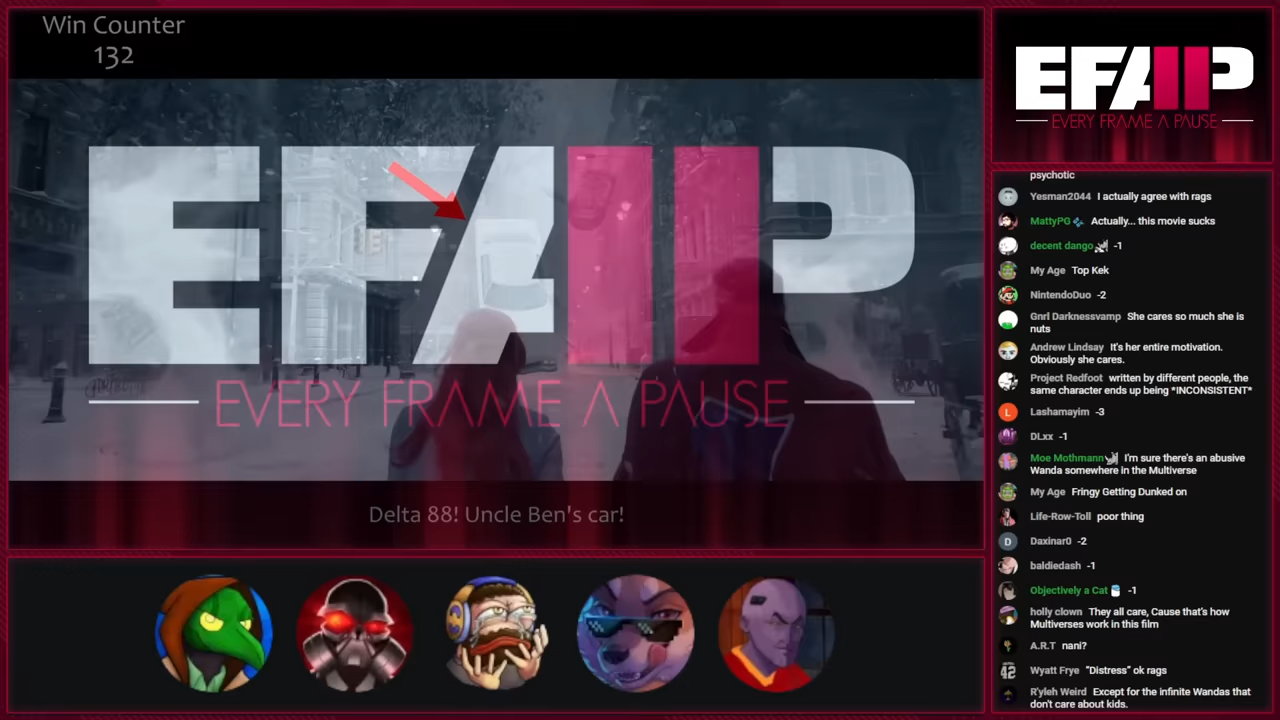 Win Counter
132
EFAP
EVERY FRAME A PAUSE
Delta 88! Uncle Ben's car!
EFAP
EVERY FRAME A PAUSE
psychotic
Yesman2044 I actually agree with rags
MattyPG Actually... this movie sucks
decent dango -1
My Age Top Kek
NintendoDuo -2
Gnrl Darknessvamp She cares so much she is
nuts
Andrew Lindsay It's her entire motivation.
Obviously she cares.
Project Redfoot written by different people, the
same character ends up being *INCONSISTENT*
L
Lashamayim -3
DLxx -1
Moe Mothmann I'm sure there's an abusive
Wanda somewhere in the Multiverse
My Age Fringy Getting Dunked on
Life-Row-Toll poor thing
D
Daxinar0 -2
baldiedash -1
Objectively a Cat -1
holly clown They all care, Cause that's how
Multiverses work in this film
A.R.T nani?
42
Wyatt Frye “Distress” ok rags
R'yleh Weird Except for the infinite Wandas that
don't care about kids.